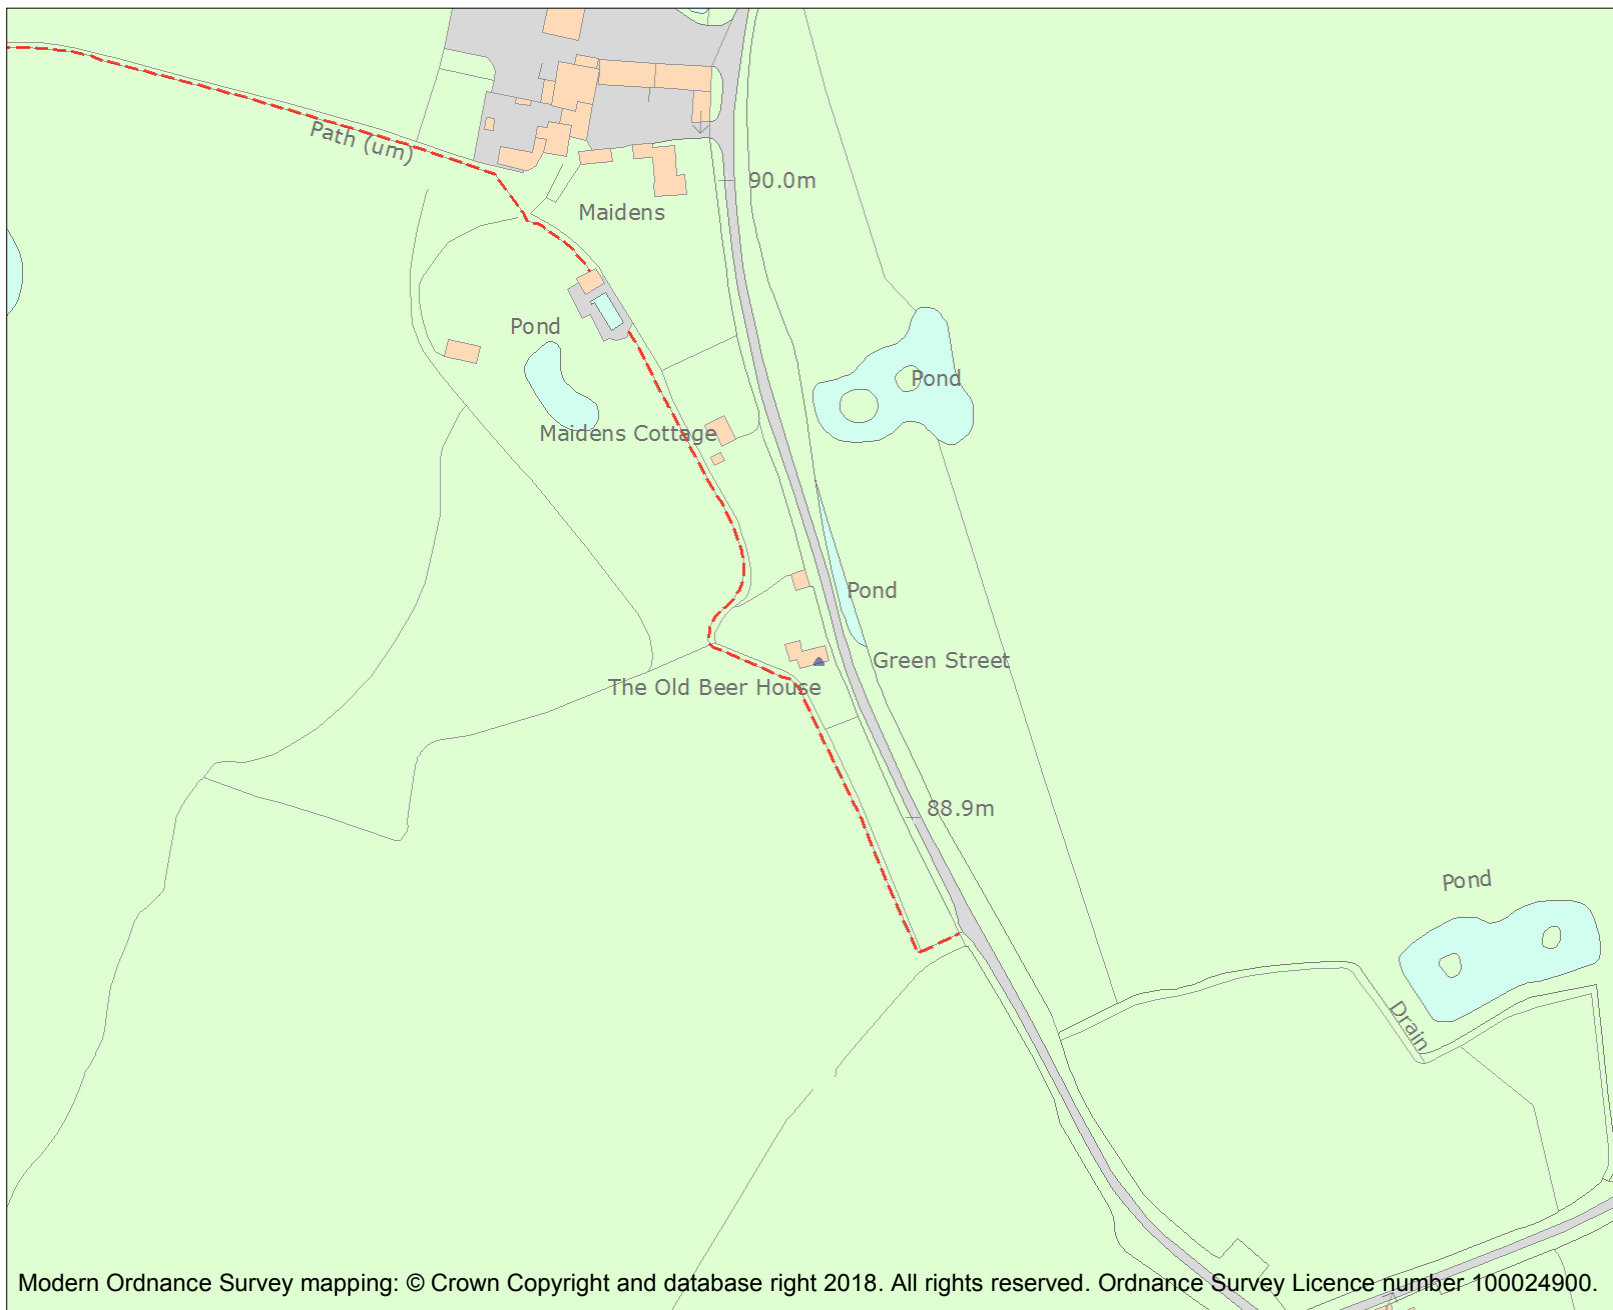 Path (um)
90.0m
Maidens
Pond
Pond
Maidens Cottage
Pond
Green Street
The Old Beer House
88.9m
Pond
Drain
Modern Ordnance Survey mapping: © Crown Copyright and database right 2018. All rights reserved. Ordnance Survey Licence number 100024900.